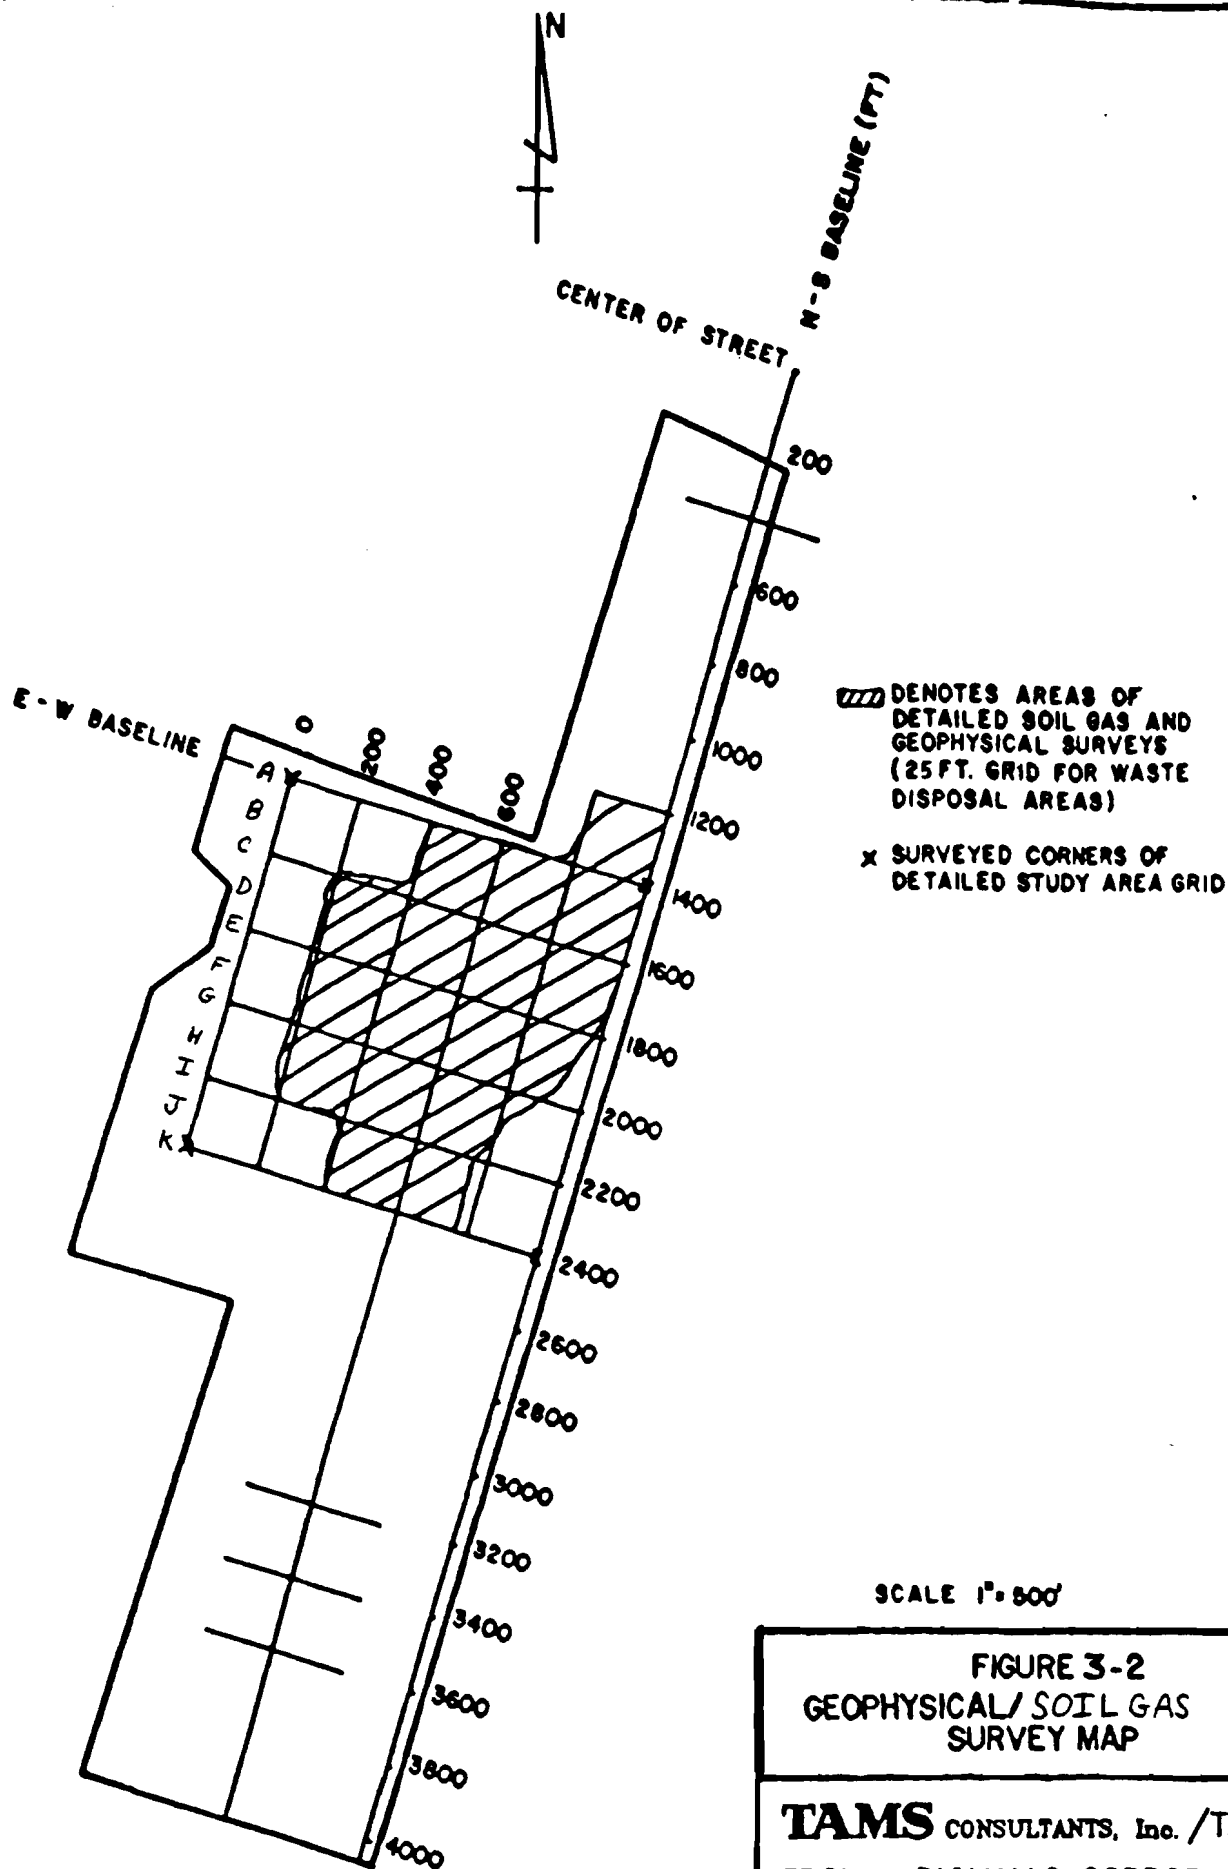 N
N-S BASELINE (FT)
CENTER OF STREET
200
600
800
1000
1200
1400
1600
1800
2000
2200
2400
2600
2800
3000
3200
3400
3600
3800
4000
E-W BASELINE
0
200
400
600
A
B
C
D
E
F
G
H
I
J
K
DENOTES AREAS OF
DETAILED SOIL GAS AND
GEOPHYSICAL SURVEYS
(25 FT. GRID FOR WASTE
DISPOSAL AREAS)
X SURVEYED CORNERS OF
DETAILED STUDY AREA GRID
SCALE 1"=500'
FIGURE 3-2
GEOPHYSICAL/SOIL GAS
SURVEY MAP
TAMS CONSULTANTS, Inc. /T